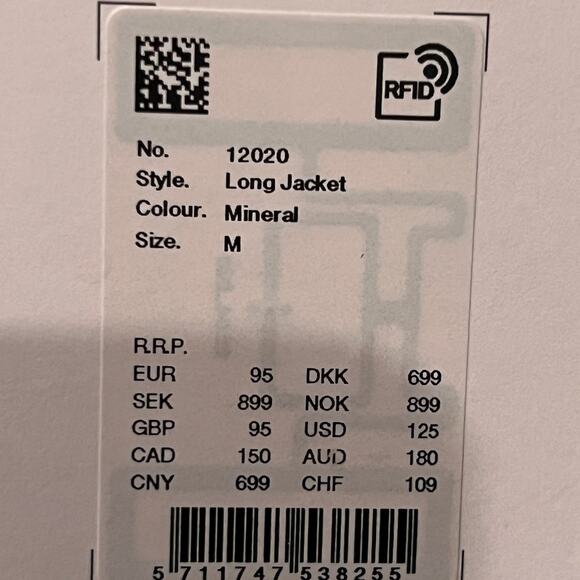 RFID
No. 12020
Style. Long Jacket
Colour. Mineral
Size. M
R.R.P.
EUR 95 DKK 699
SEK 899 NOK 899
GBP 95 USD 125
CAD 150 AUD 180
CNY 699 CHF 109
5 711747 538255